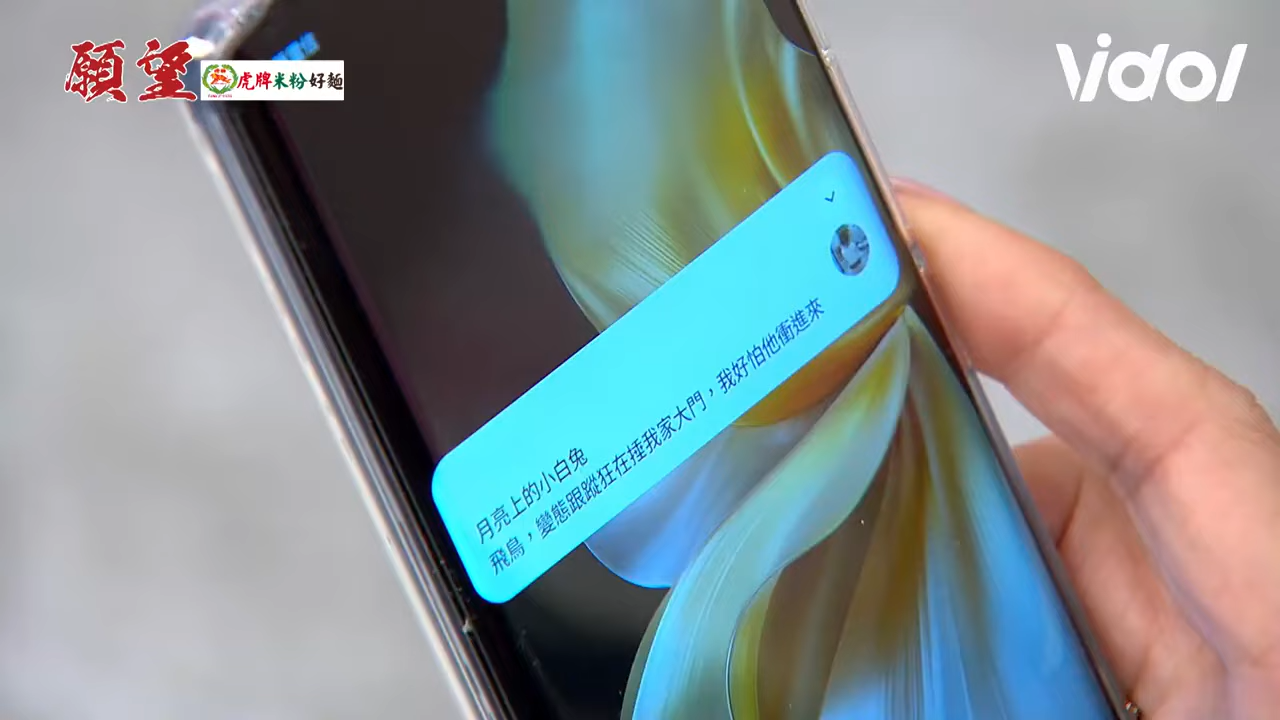 願望
虎牌米粉好麵
vidol
月亮上的小白兔
飛鳥，變態跟蹤狂在捶我家大門，我好怕他衝進來